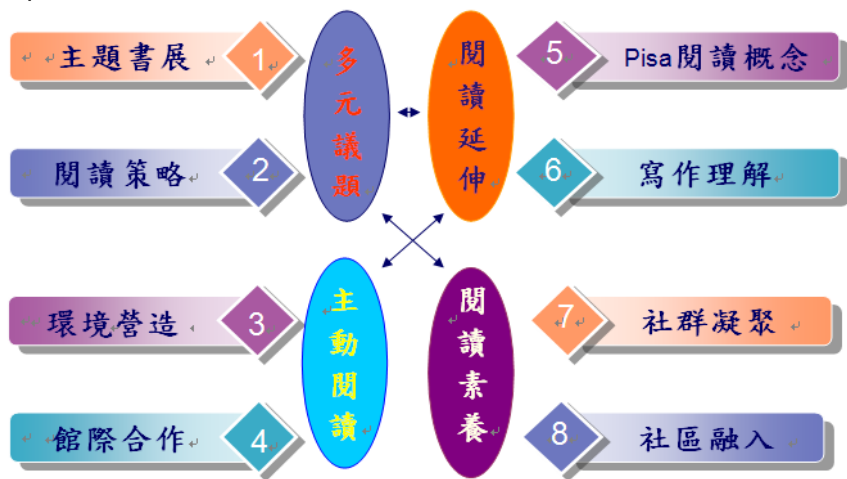 主題書展
1
閱讀策略
2
環境營造
3
館際合作
4
多元議題
閱讀延伸
主動閱讀
閱讀素養
5
Pisa閱讀概念
6
寫作理解
7
社群凝聚
8
社區融入